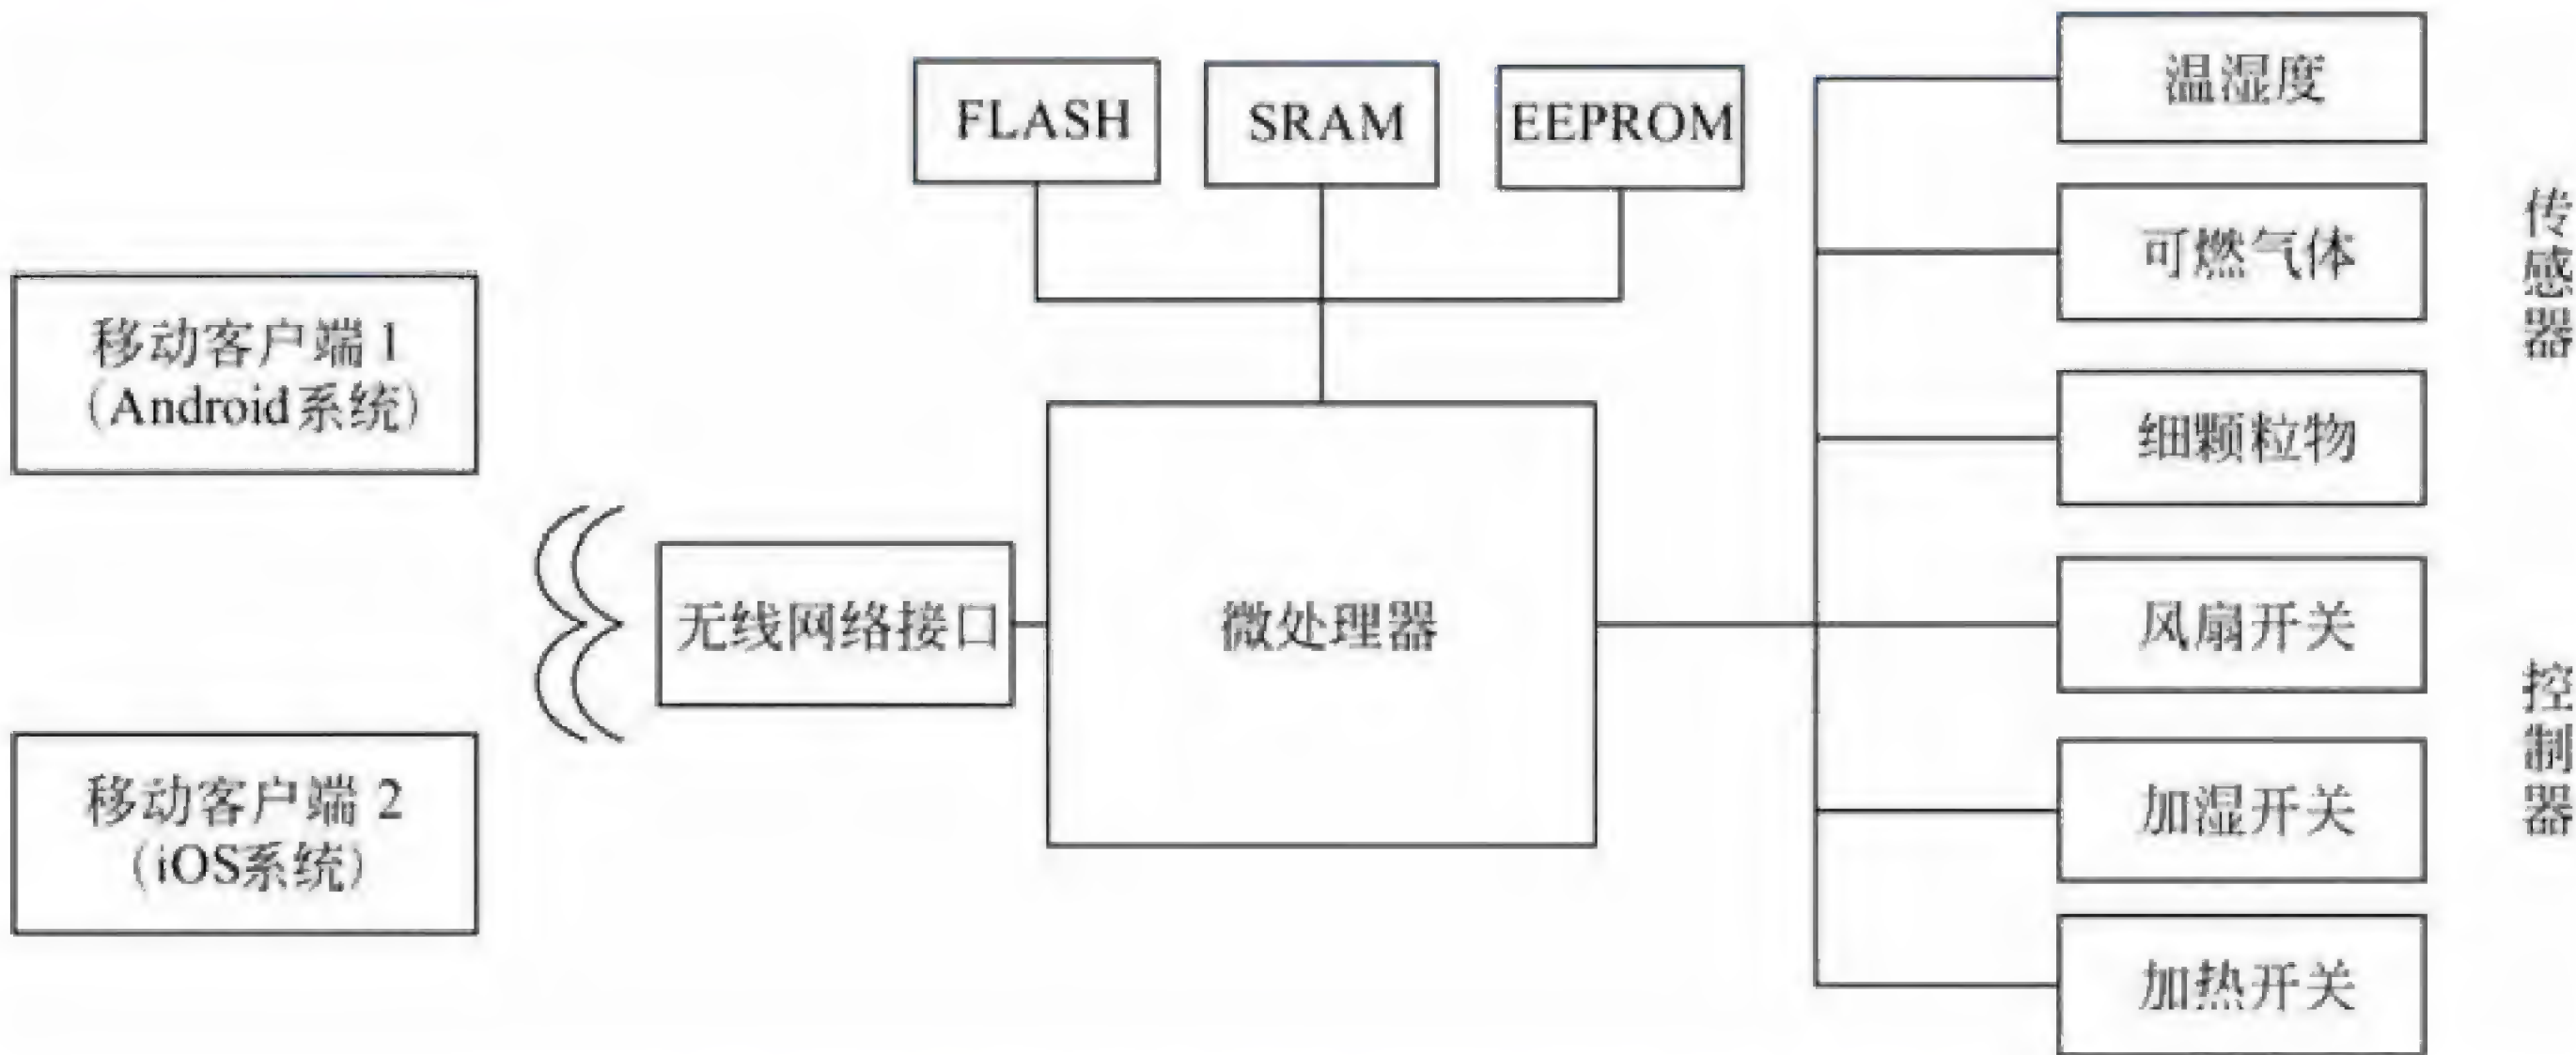 FLASH
SRAM
EEPROM
移动客户端 1
(Android系统)
移动客户端 2
(iOS系统)
无线网络接口
微处理器
温湿度
可燃气体
细颗粒物
传感器
风扇开关
加湿开关
加热开关
控制器